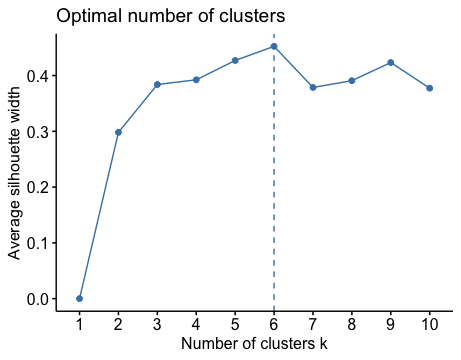 Optimal number of clusters
Average silhouette width
0.4
0.3
0.2
0.1
0.0
1 2 3 4 5 6 7 8 9 10
Number of clusters k